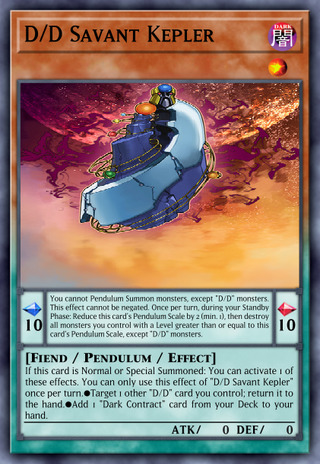 D/D Savant Kepler
DARK
闇
You cannot Pendulum Summon monsters, except "D/D" monsters.
This effect cannot be negated. Once per turn, during your Standby
Phase: Reduce this card's Pendulum Scale by 2 (min. 1), then destroy
all monsters you control with a Level greater than or equal to this
card's Pendulum Scale, except "D/D" monsters.
10
10
[Fiend / Pendulum / Effect]
If this card is Normal or Special Summoned: You can activate 1 of
these effects. You can only use this effect of "D/D Savant Kepler"
once per turn.●Target 1 other "D/D" card you control; return it to
the hand.●Add 1 "Dark Contract" card from your Deck to your
hand.
ATK/ 0 DEF/ 0